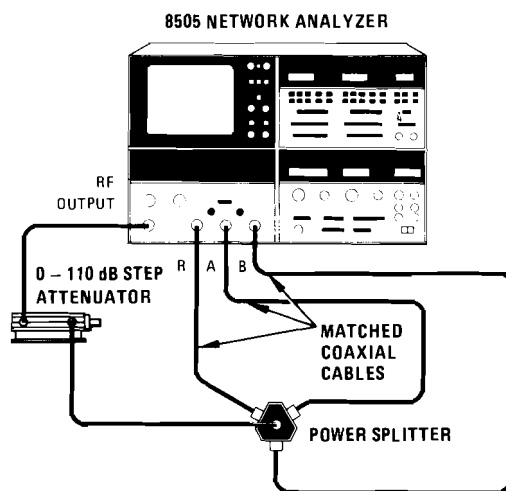 8505 NETWORK ANALYZER
RF
OUTPUT
R A B
0 – 110 dB STEP
ATTENUATOR
MATCHED
COAXIAL
CABLES
POWER SPLITTER